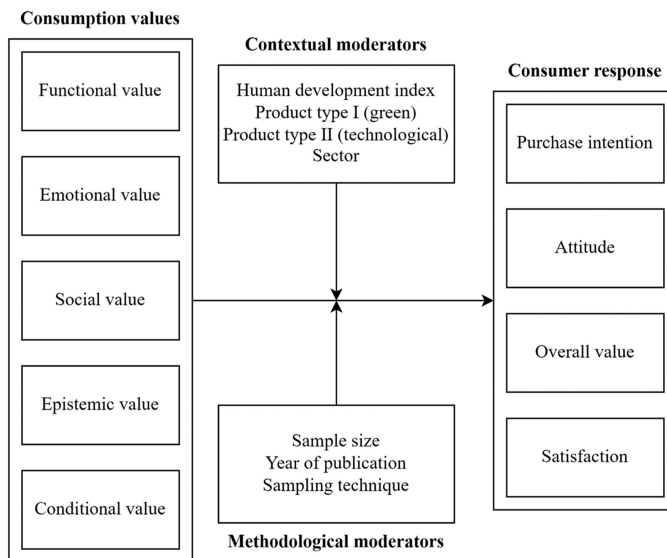 Consumption values
Functional value
Emotional value
Social value
Epistemic value
Conditional value
Contextual moderators
Human development index
Product type I (green)
Product type II (technological)
Sector
Sample size
Year of publication
Sampling technique
Methodological moderators
Consumer response
Purchase intention
Attitude
Overall value
Satisfaction